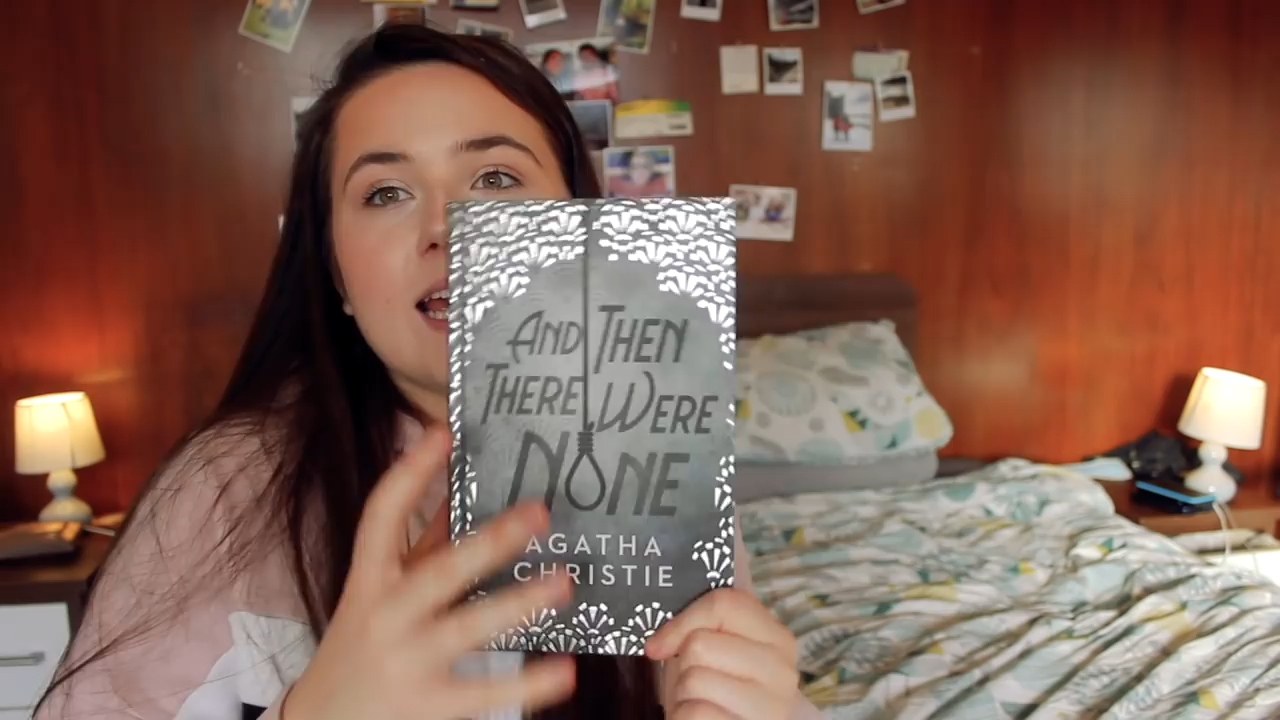 AND THEN
THERE WERE
NONE
AGATHA
CHRISTIE